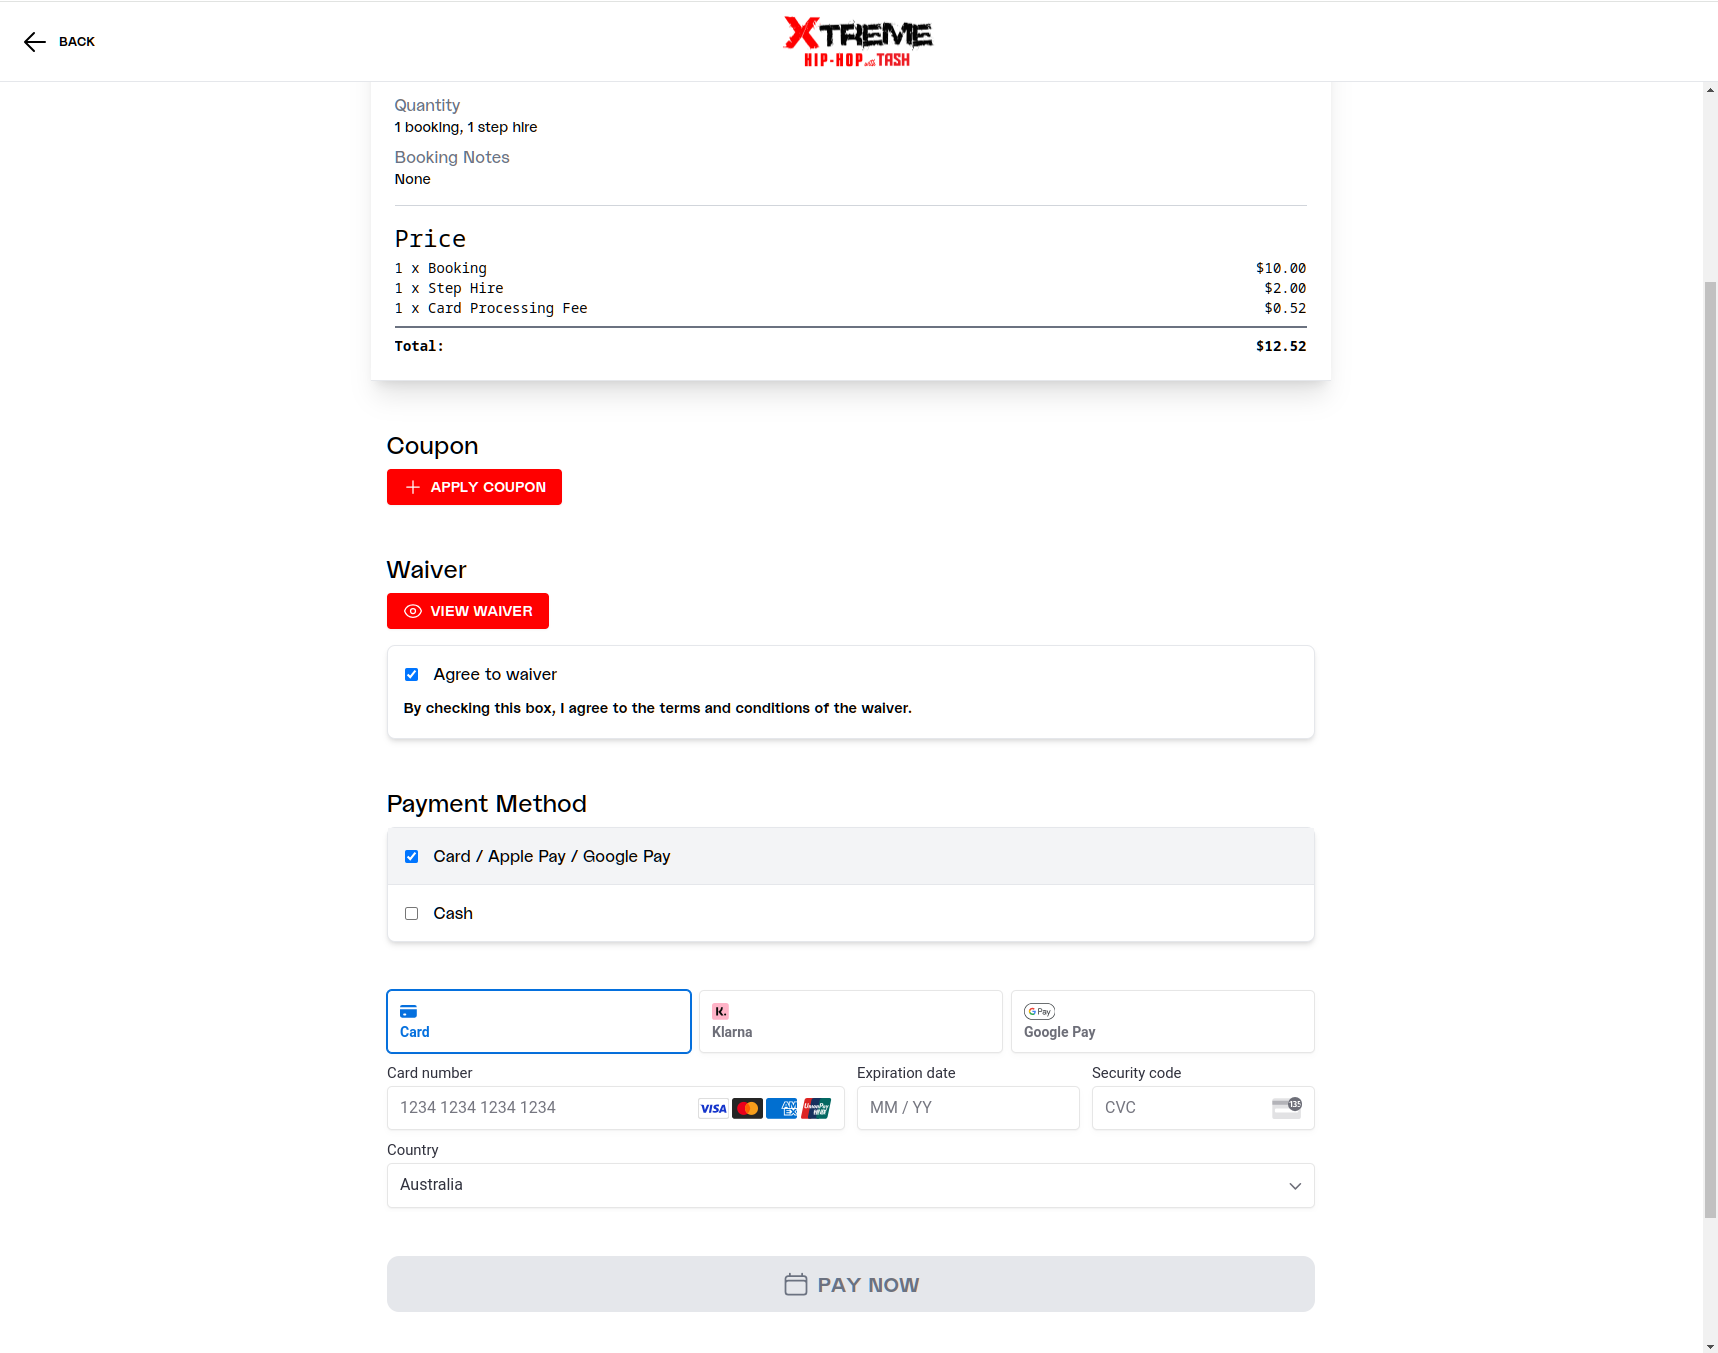 BACK
XTREME
HIP-HOP with TASH
Quantity
1 booking, 1 step hire
Booking Notes
None
Price
1 x Booking $10.00
1 x Step Hire $2.00
1 x Card Processing Fee $0.52
Total: $12.52
Coupon
APPLY COUPON
Waiver
VIEW WAIVER
Agree to waiver
By checking this box, I agree to the terms and conditions of the waiver.
Payment Method
Card / Apple Pay / Google Pay
Cash
Card
K.
Klarna
G Pay
Google Pay
Card number
Expiration date
Security code
1234 1234 1234 1234
VISA
AMEX
UnionPay
MM / YY
CVC
135
Country
Australia
PAY NOW